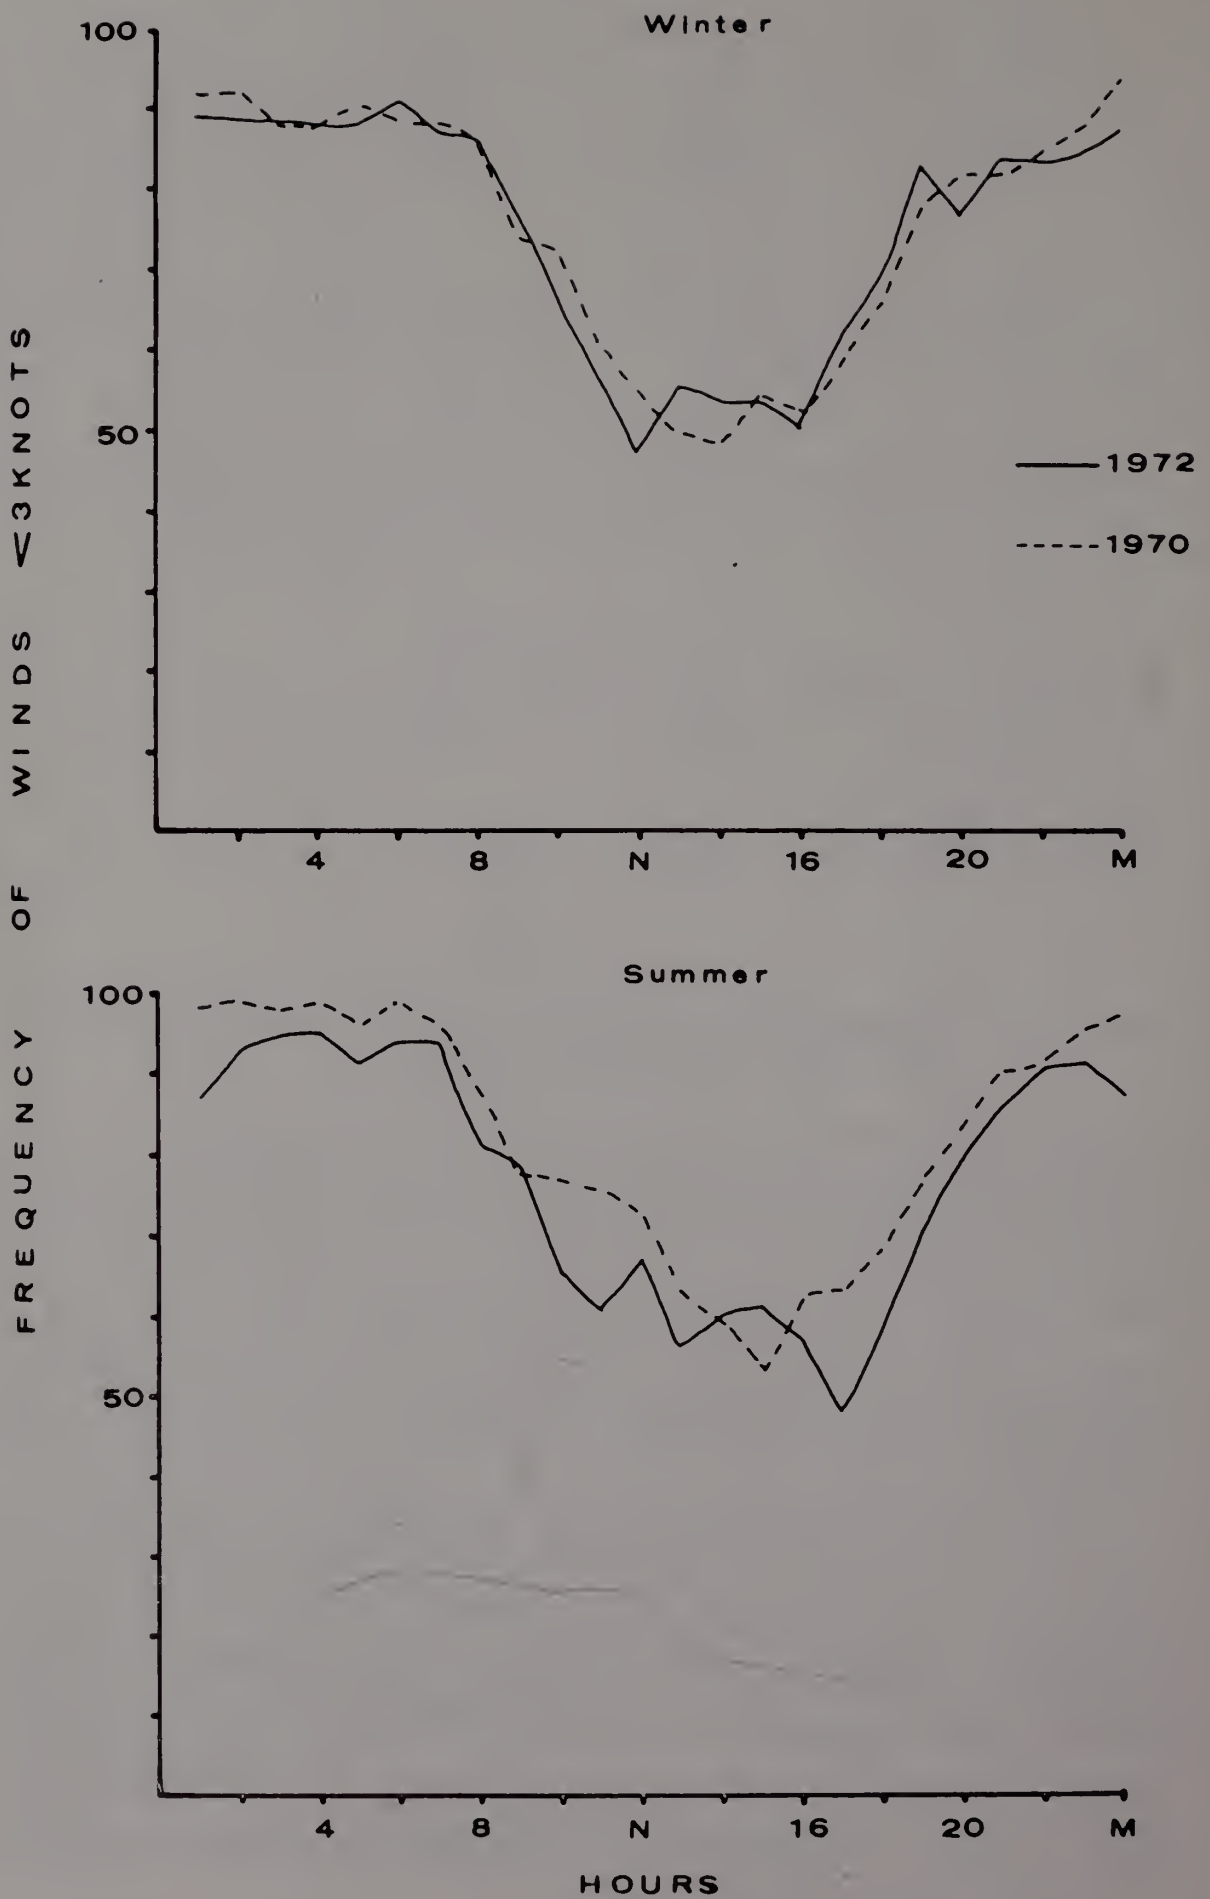 Winter
100
50
1972
1970
4 8 N 16 20 M
FREQUENCY OF WINDS <3KNOTS
Summer
100
50
4 8 N 16 20 M
HOURS